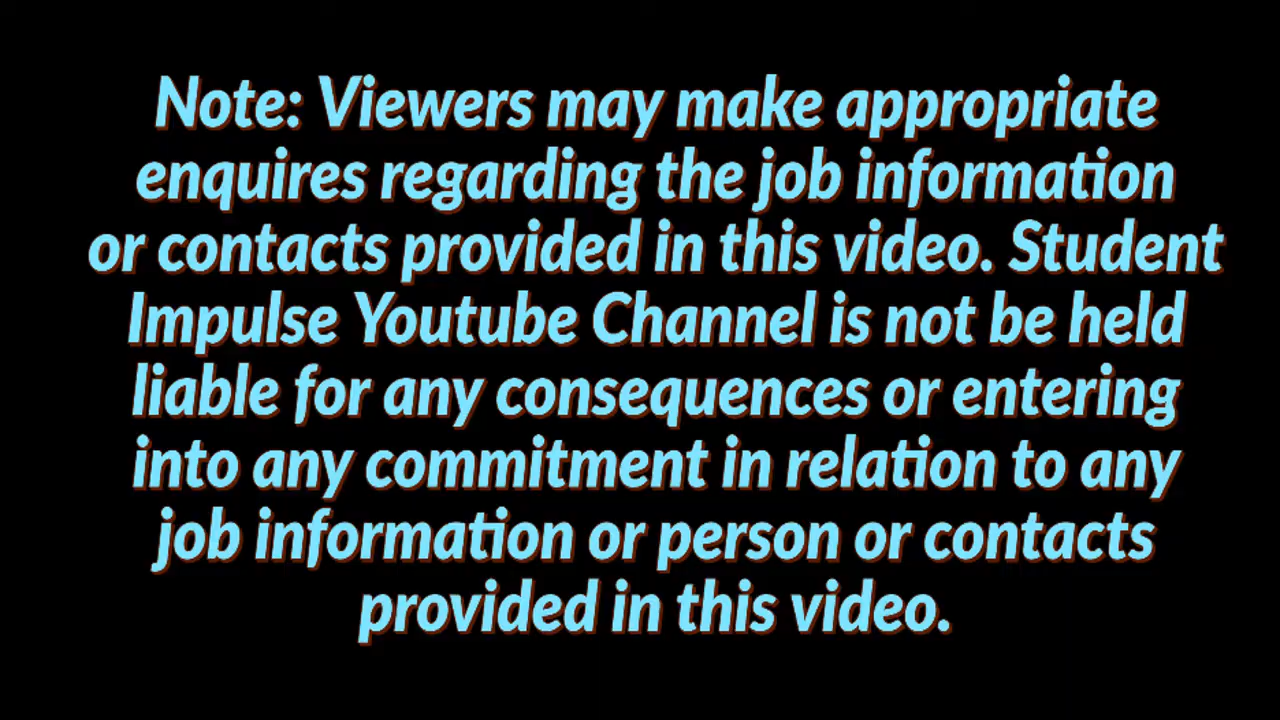 Note: Viewers may make appropriate
enquires regarding the job information
or contacts provided in this video. Student
Impulse Youtube Channel is not be held
liable for any consequences or entering
into any commitment in relation to any
job information or person or contacts
provided in this video.